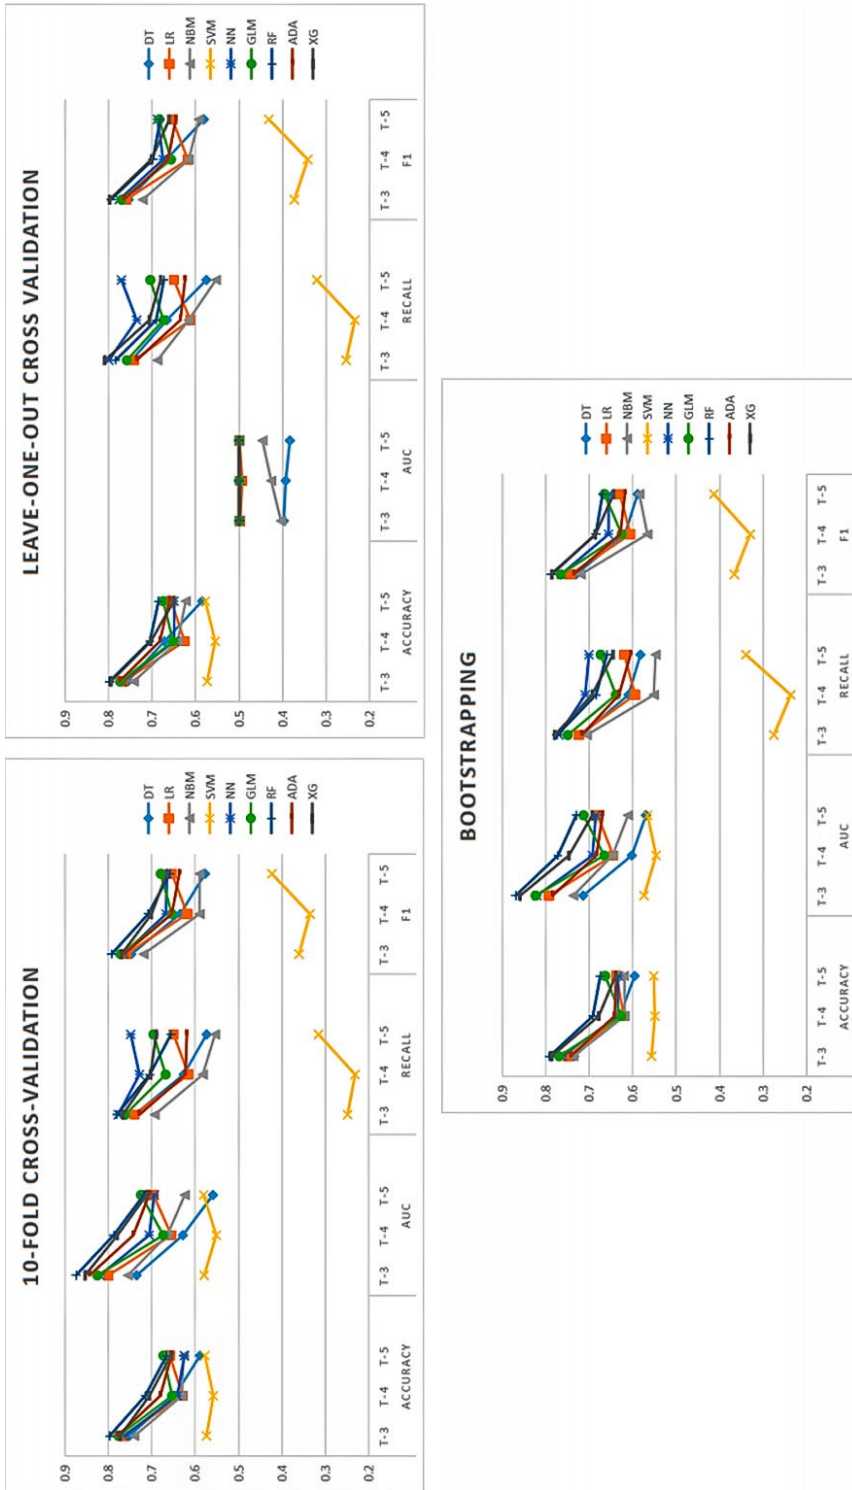 10-FOLD CROSS-VALIDATION
0.9
0.8
0.7
0.6
0.5
0.4
0.3
0.2
T-3 T-4 T-5 T-3 T-4 T-5 T-3 T-4 T-5 T-3 T-4 T-5
ACCURACY AUC RECALL F1
DT
LR
NBM
SVM
NN
GLM
RF
ADA
XG
LEAVE-ONE-OUT CROSS VALIDATION
0.9
0.8
0.7
0.6
0.5
0.4
0.3
0.2
T-3 T-4 T-5 T-3 T-4 T-5 T-3 T-4 T-5 T-3 T-4 T-5
ACCURACY AUC RECALL F1
DT
LR
NBM
SVM
NN
GLM
RF
ADA
XG
BOOTSTRAPPING
0.9
0.8
0.7
0.6
0.5
0.4
0.3
0.2
T-3 T-4 T-5 T-3 T-4 T-5 T-3 T-4 T-5 T-3 T-4 T-5
ACCURACY AUC RECALL F1
DT
LR
NBM
SVM
NN
GLM
RF
ADA
XG